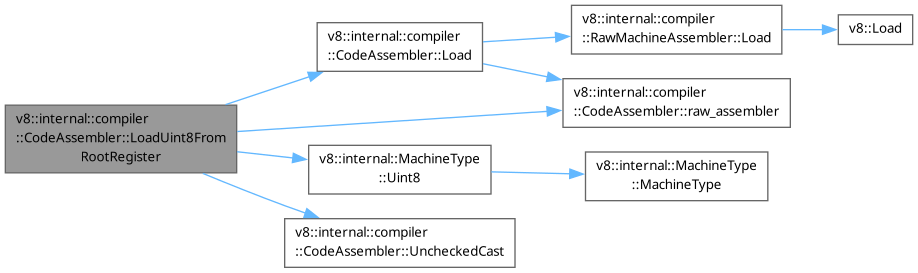 v8::internal::compiler
::CodeAssembler::LoadUint8From
RootRegister
v8::internal::compiler
::CodeAssembler::Load
v8::internal::compiler
::RawMachineAssembler::Load
v8::Load
v8::internal::compiler
::CodeAssembler::raw_assembler
v8::internal::MachineType
::Uint8
v8::internal::MachineType
::MachineType
v8::internal::compiler
::CodeAssembler::UncheckedCast